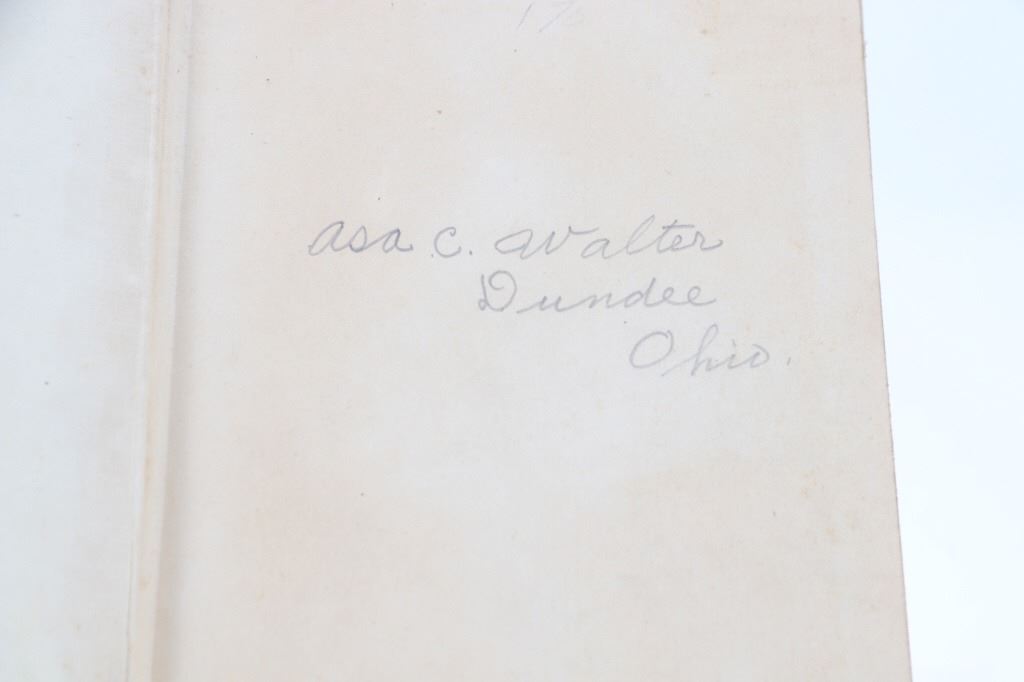 Asa C. Walter
Dundee
Ohio.